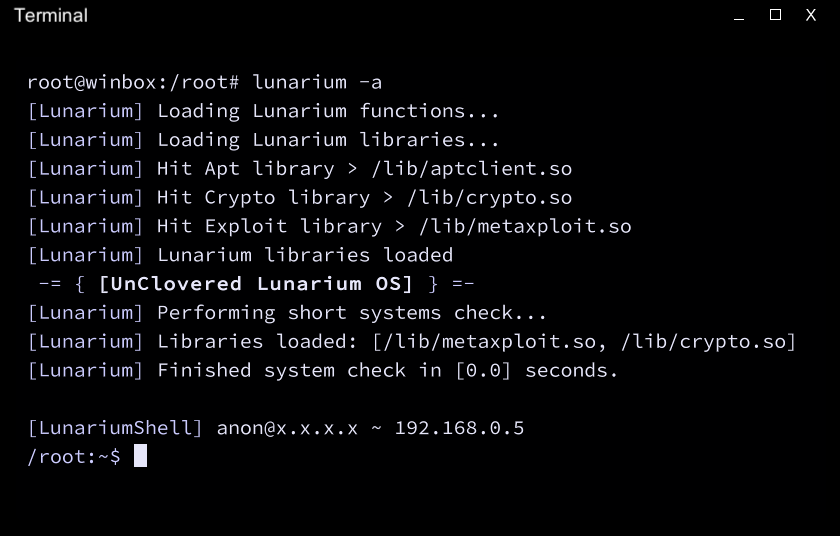 Terminal
root@winbox:/root# lunarium -a
[Lunarium] Loading Lunarium functions...
[Lunarium] Loading Lunarium libraries...
[Lunarium] Hit Apt library > /lib/aptclient.so
[Lunarium] Hit Crypto library > /lib/crypto.so
[Lunarium] Hit Exploit library > /lib/metaxploit.so
[Lunarium] Lunarium libraries loaded
-= { [UnClovered Lunarium OS] } =-
[Lunarium] Performing short systems check...
[Lunarium] Libraries loaded: [/lib/metaxploit.so, /lib/crypto.so]
[Lunarium] Finished system check in [0.0] seconds.
[LunariumShell] anon@x.x.x.x ~ 192.168.0.5
/root:~$